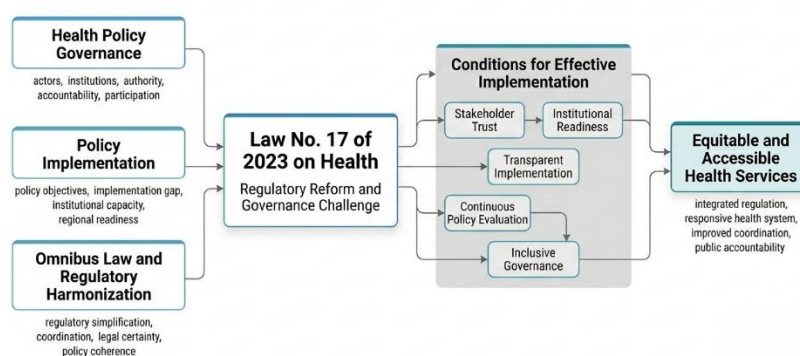 Health Policy
Governance
actors, institutions, authority,
accountability, participation
Policy
Implementation
policy objectives, implementation gap,
institutional capacity,
regional readiness
Omnibus Law and
Regulatory
Harmonization
regulatory simplification,
coordination, legal certainty,
policy coherence
Law No. 17 of
2023 on Health
Regulatory Reform and
Governance Challenge
Conditions for Effective
Implementation
Stakeholder
Trust
Institutional
Readiness
Transparent
Implementation
Continuous
Policy Evaluation
Inclusive
Governance
Equitable and
Accessible
Health Services
integrated regulation,
responsive health system,
improved coordination,
public accountability